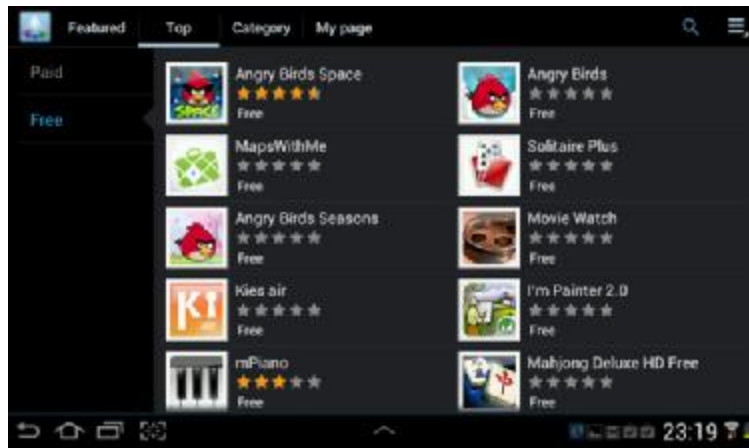 Featured
Top
Category
My page
Paid
Free
Angry Birds Space
Free
Angry Birds
Free
MapsWithMe
Free
Solitaire Plus
Free
Angry Birds Seasons
Free
Movie Watch
Free
Kies air
Free
I'm Painter 2.0
Free
mPiano
Free
Mahjong Deluxe HD Free
Free
SPACE
Ki
23:19